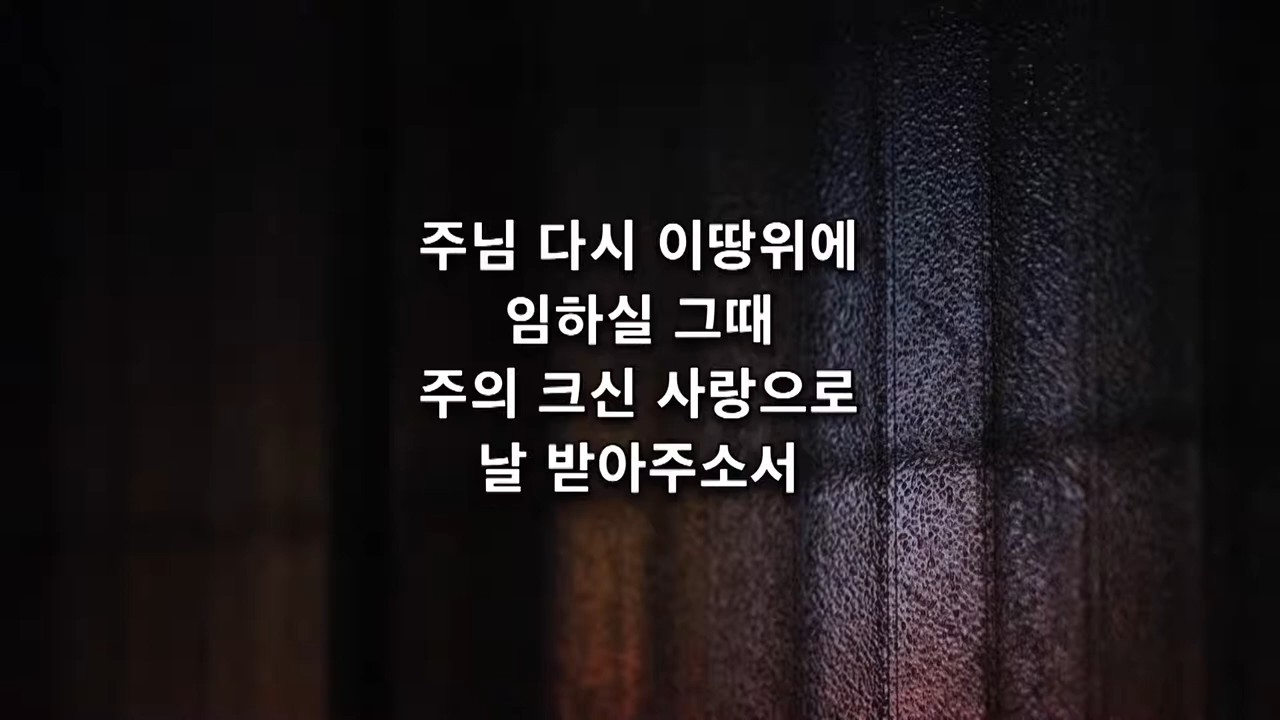 주님 다시 이땅위에
임하실 그때
주의 크신 사랑으로
날 받아주소서